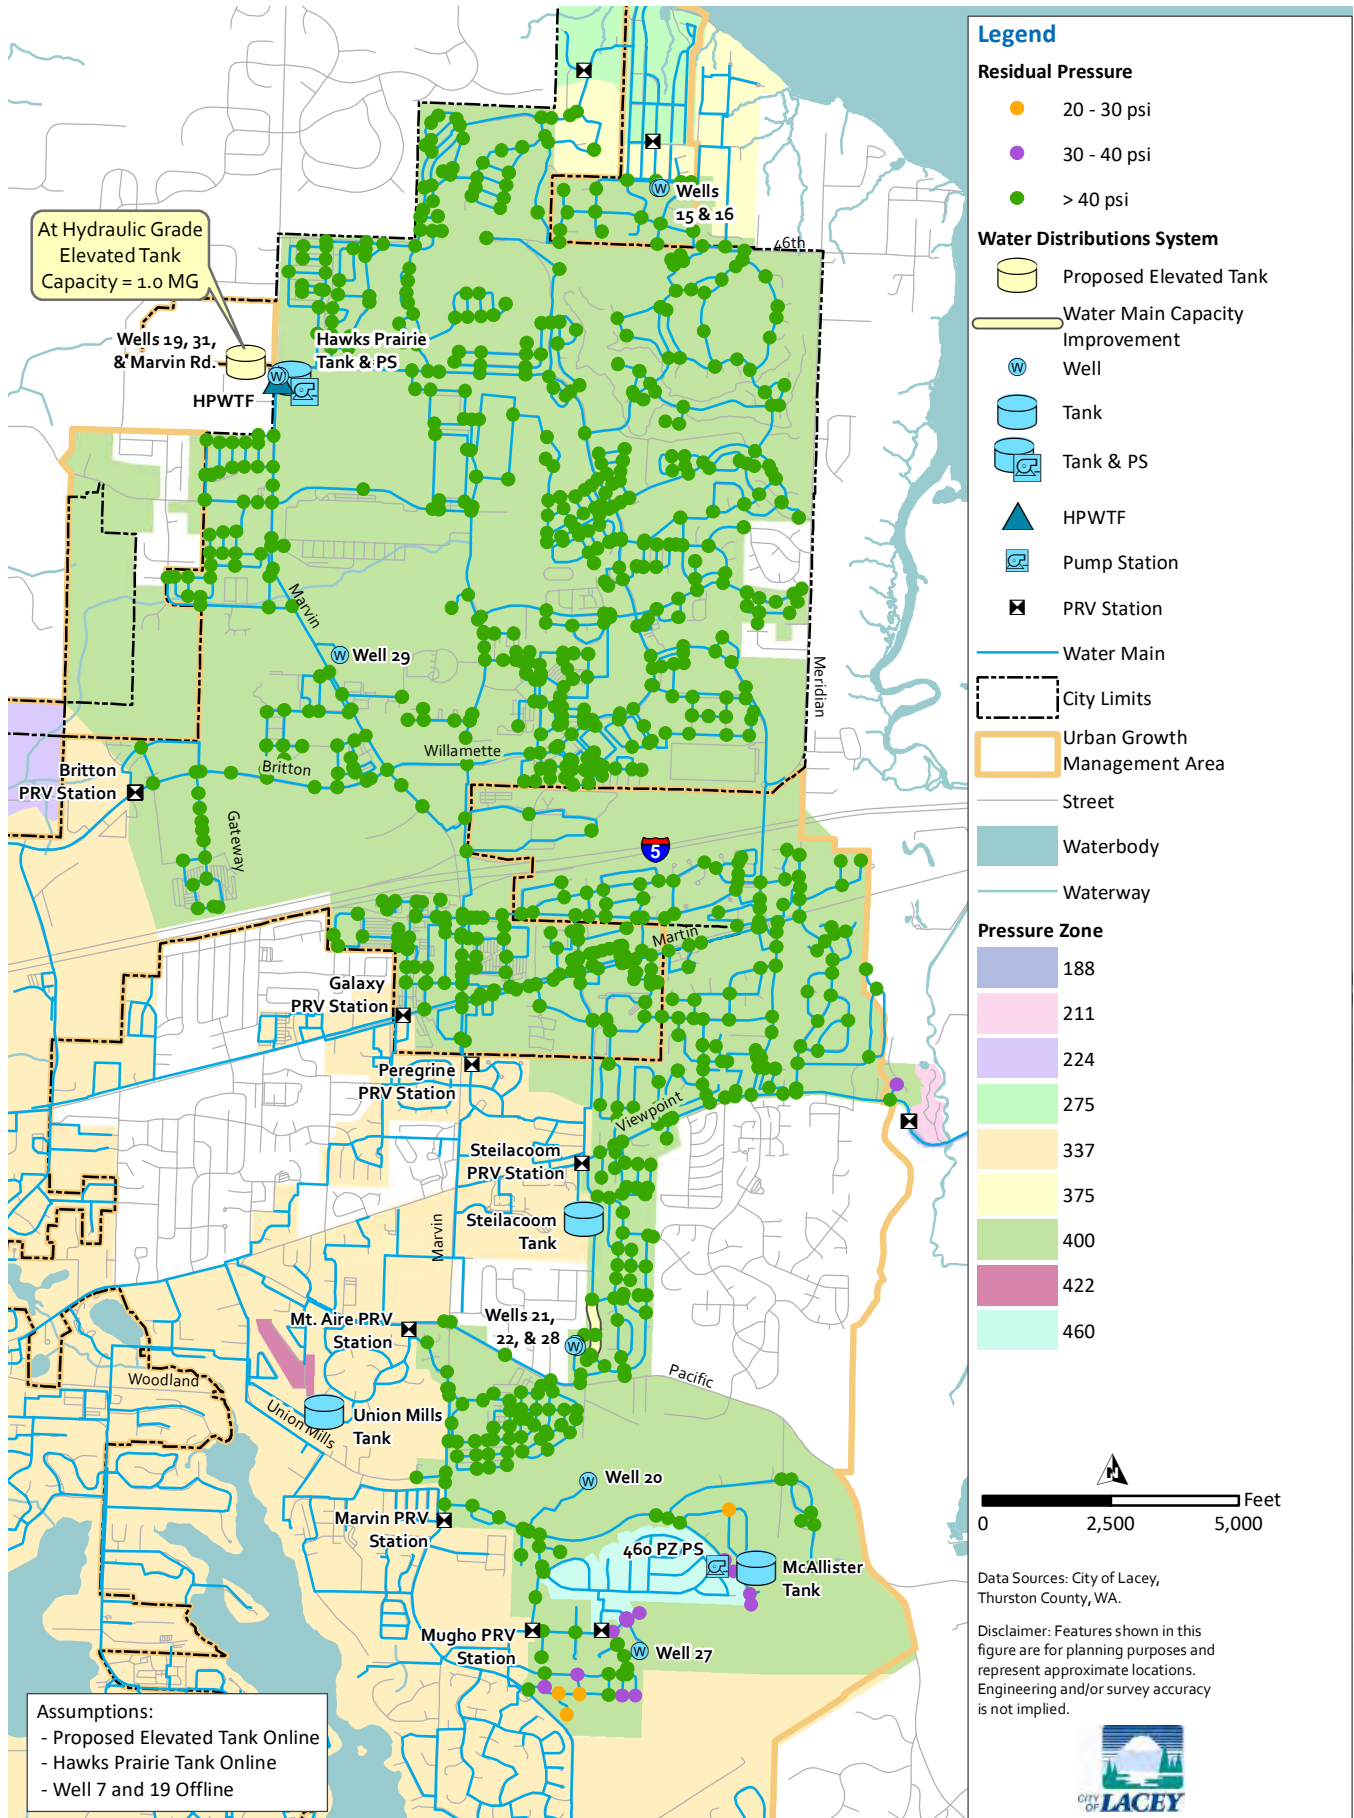 At Hydraulic Grade
Elevated Tank
Capacity = 1.0 MG
Wells 19, 31,
& Marvin Rd.
Hawks Prairie
Tank & PS
HPWTF
W
W
Wells
15 & 16
46th
Marvin
W
Well 29
Meridian
Willamette
Britton
Britton
PRV Station
Gateway
5
Martin
Galaxy
PRV Station
Peregrine
PRV Station
Viewpoint
Steilacoom
PRV Station
Steilacoom
Tank
Marvin
Mt. Aire PRV
Station
Wells 21,
22, & 28
W
Pacific
Woodland
Union Mills
Union Mills
Tank
W
Well 20
Marvin PRV
Station
460 PZ PS
McAllister
Tank
Mugho PRV
Station
W
Well 27
Assumptions:
- Proposed Elevated Tank Online
- Hawks Prairie Tank Online
- Well 7 and 19 Offline
Legend
Residual Pressure
20 - 30 psi
30 - 40 psi
> 40 psi
Water Distributions System
Proposed Elevated Tank
Water Main Capacity
Improvement
W
Well
Tank
Tank & PS
HPWTF
Pump Station
PRV Station
Water Main
City Limits
Urban Growth
Management Area
Street
Waterbody
Waterway
Pressure Zone
188
211
224
275
337
375
400
422
460
N
Feet
0 2,500 5,000
Data Sources: City of Lacey,
Thurston County, WA.
Disclaimer: Features shown in this
figure are for planning purposes and
represent approximate locations.
Engineering and/or survey accuracy
is not implied.
CITY OF LACEY